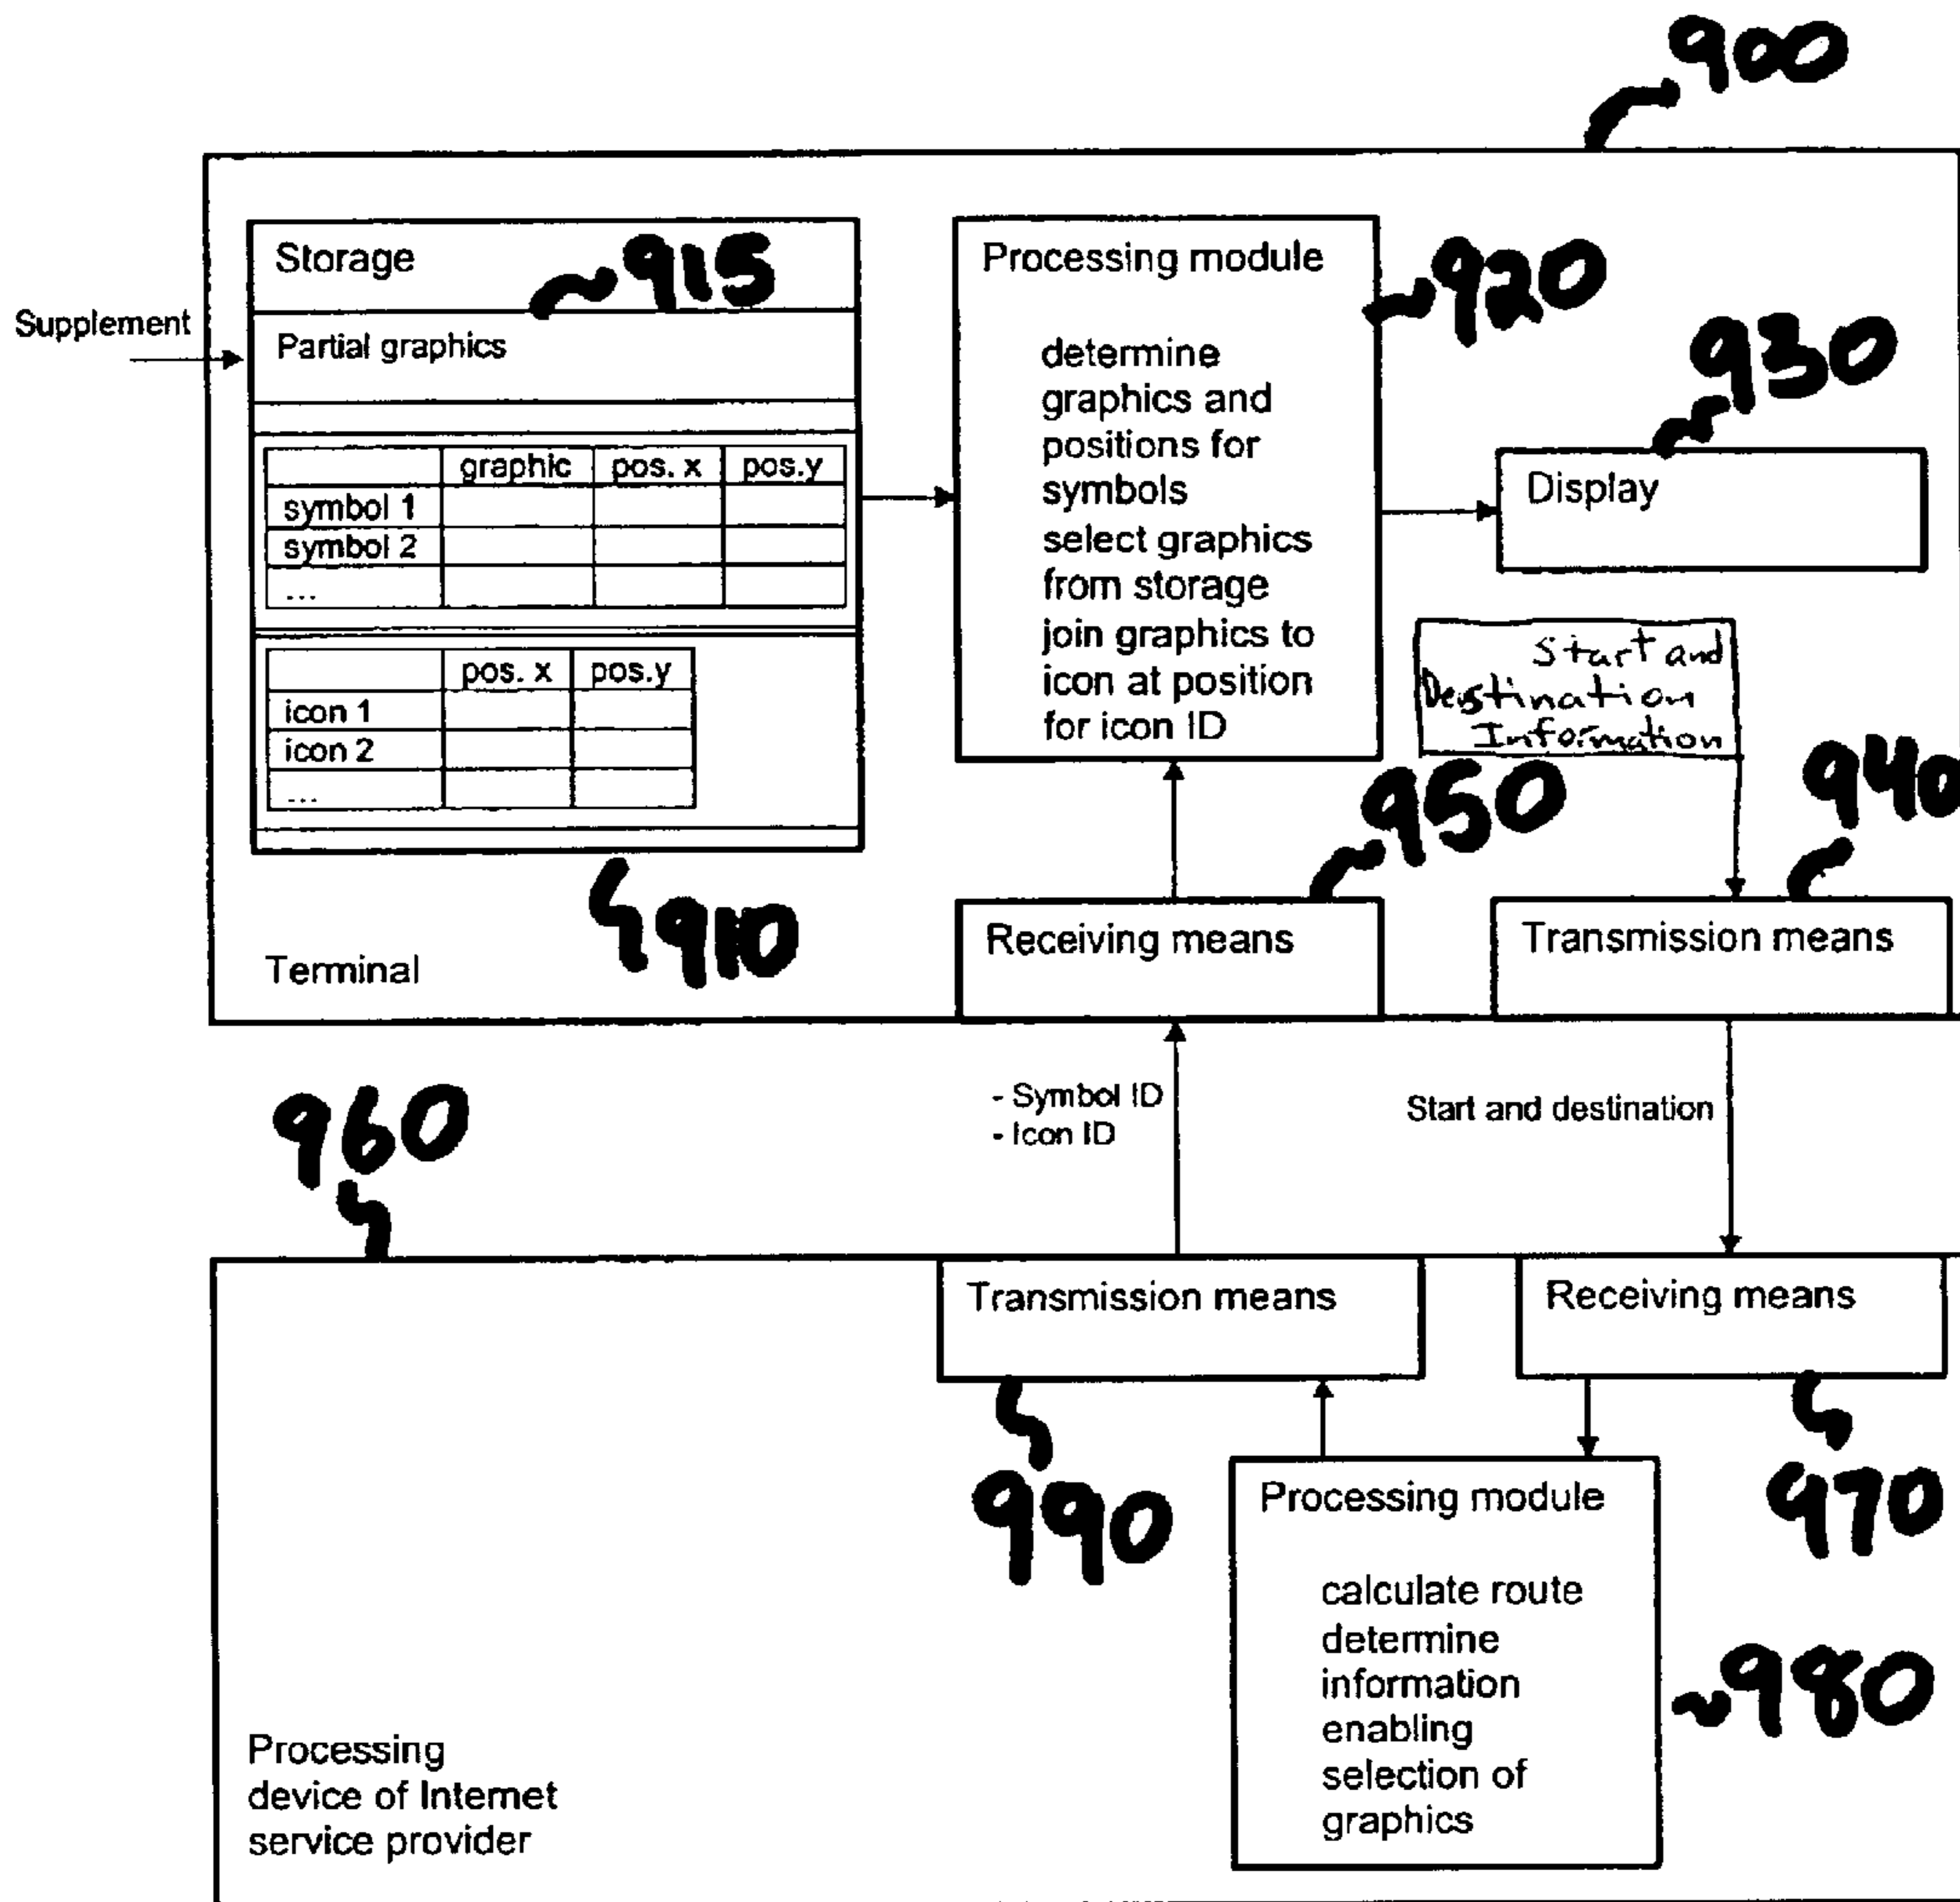 900
Storage
915
Supplement
Partial graphics
graphic pos. x pos.y
symbol 1
symbol 2
...
pos. x pos.y
icon 1
icon 2
...
910
Terminal
Processing module
920
determine
graphics and
positions for
symbols
select graphics
from storage
join graphics to
icon at position
for icon ID
930
Display
Start and
Destination
Information
940
950
Receiving means
Transmission means
- Symbol ID
- Icon ID
Start and destination
960
Transmission means
Receiving means
990
970
Processing module
calculate route
determine
information
enabling
selection of
graphics
980
Processing
device of Internet
service provider